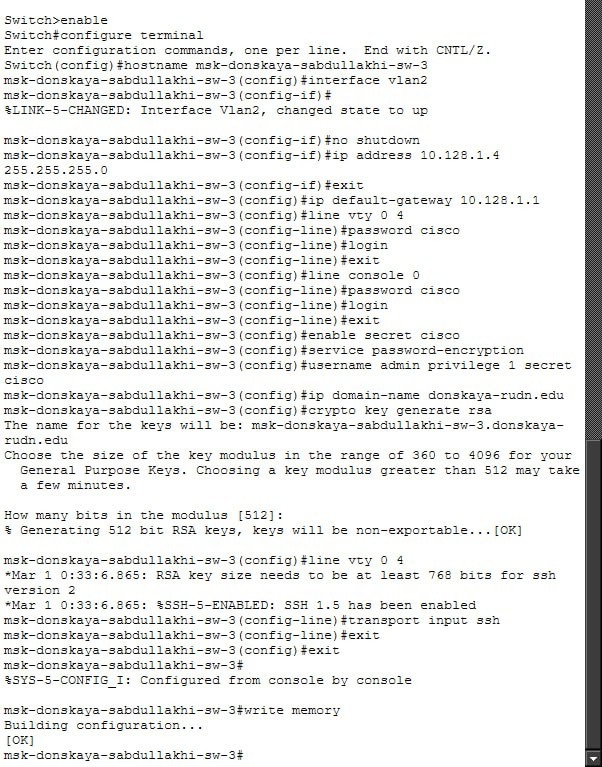 Switch>enable
Switch#configure terminal
Enter configuration commands, one per line.  End with CNTL/Z.
Switch(config)#hostname msk-donskaya-sabdullakhi-sw-3
msk-donskaya-sabdullakhi-sw-3(config)#interface vlan2
msk-donskaya-sabdullakhi-sw-3(config-if)#
%LINK-5-CHANGED: Interface Vlan2, changed state to up
msk-donskaya-sabdullakhi-sw-3(config-if)#no shutdown
msk-donskaya-sabdullakhi-sw-3(config-if)#ip address 10.128.1.4
255.255.255.0
msk-donskaya-sabdullakhi-sw-3(config-if)#exit
msk-donskaya-sabdullakhi-sw-3(config)#ip default-gateway 10.128.1.1
msk-donskaya-sabdullakhi-sw-3(config)#line vty 0 4
msk-donskaya-sabdullakhi-sw-3(config-line)#password cisco
msk-donskaya-sabdullakhi-sw-3(config-line)#login
msk-donskaya-sabdullakhi-sw-3(config-line)#exit
msk-donskaya-sabdullakhi-sw-3(config)#line console 0
msk-donskaya-sabdullakhi-sw-3(config-line)#password cisco
msk-donskaya-sabdullakhi-sw-3(config-line)#login
msk-donskaya-sabdullakhi-sw-3(config-line)#exit
msk-donskaya-sabdullakhi-sw-3(config)#enable secret cisco
msk-donskaya-sabdullakhi-sw-3(config)#service password-encryption
msk-donskaya-sabdullakhi-sw-3(config)#username admin privilege 1 secret
cisco
msk-donskaya-sabdullakhi-sw-3(config)#ip domain-name donskaya-rudn.edu
msk-donskaya-sabdullakhi-sw-3(config)#crypto key generate rsa
The name for the keys will be: msk-donskaya-sabdullakhi-sw-3.donskaya-
rudn.edu
Choose the size of the key modulus in the range of 360 to 4096 for your
General Purpose Keys. Choosing a key modulus greater than 512 may take
a few minutes.
How many bits in the modulus [512]:
% Generating 512 bit RSA keys, keys will be non-exportable...[OK]
msk-donskaya-sabdullakhi-sw-3(config)#line vty 0 4
*Mar 1 0:33:6.865: RSA key size needs to be at least 768 bits for ssh
version 2
*Mar 1 0:33:6.865: %SSH-5-ENABLED: SSH 1.5 has been enabled
msk-donskaya-sabdullakhi-sw-3(config-line)#transport input ssh
msk-donskaya-sabdullakhi-sw-3(config-line)#exit
msk-donskaya-sabdullakhi-sw-3(config)#exit
msk-donskaya-sabdullakhi-sw-3#
%SYS-5-CONFIG_I: Configured from console by console
msk-donskaya-sabdullakhi-sw-3#write memory
Building configuration...
[OK]
msk-donskaya-sabdullakhi-sw-3#